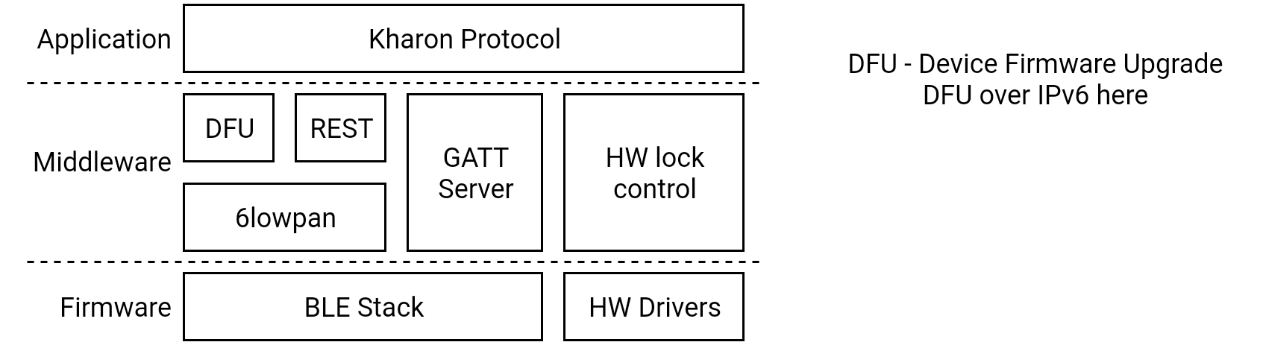 Application
Kharon Protocol
DFU - Device Firmware Upgrade
DFU over IPv6 here
Middleware
DFU
REST
GATT
Server
HW lock
control
6lowpan
Firmware
BLE Stack
HW Drivers